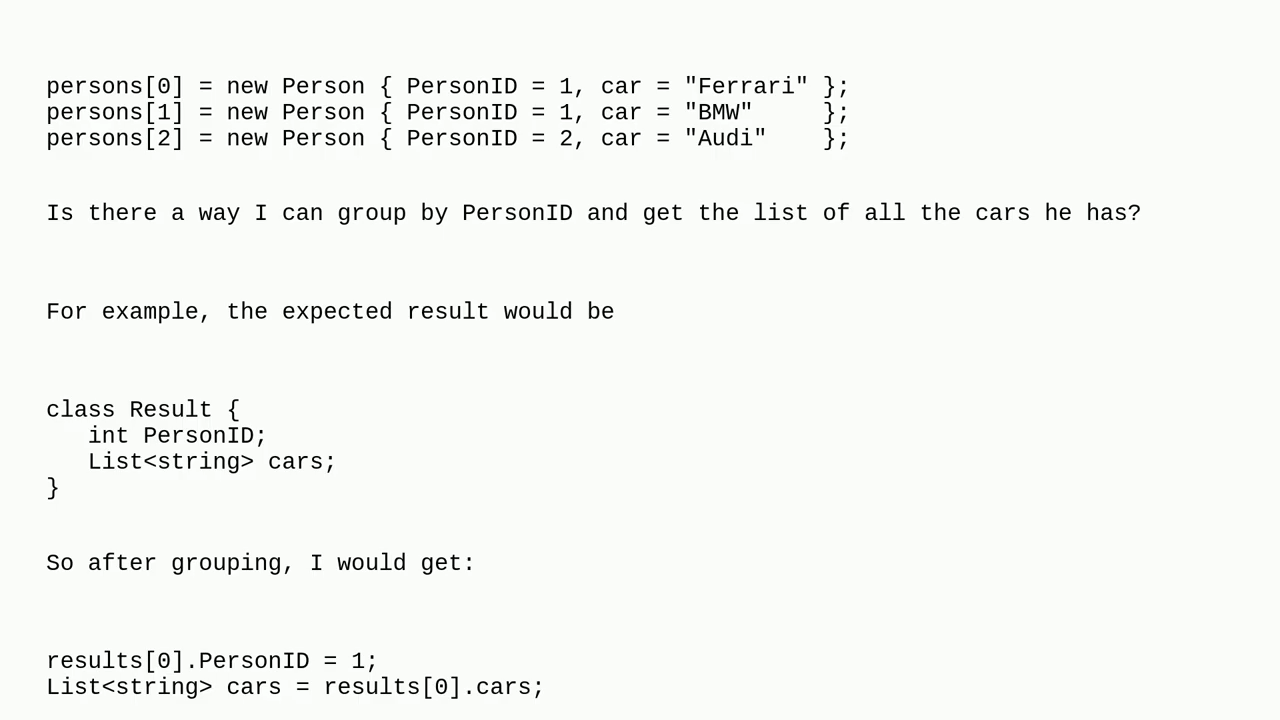 persons[0] = new Person { PersonID = 1, car = "Ferrari" };
persons[1] = new Person { PersonID = 1, car = "BMW"     };
persons[2] = new Person { PersonID = 2, car = "Audi"    };
Is there a way I can group by PersonID and get the list of all the cars he has?
For example, the expected result would be
class Result {
   int PersonID;
   List<string> cars;
}
So after grouping, I would get:
results[0].PersonID = 1;
List<string> cars = results[0].cars;